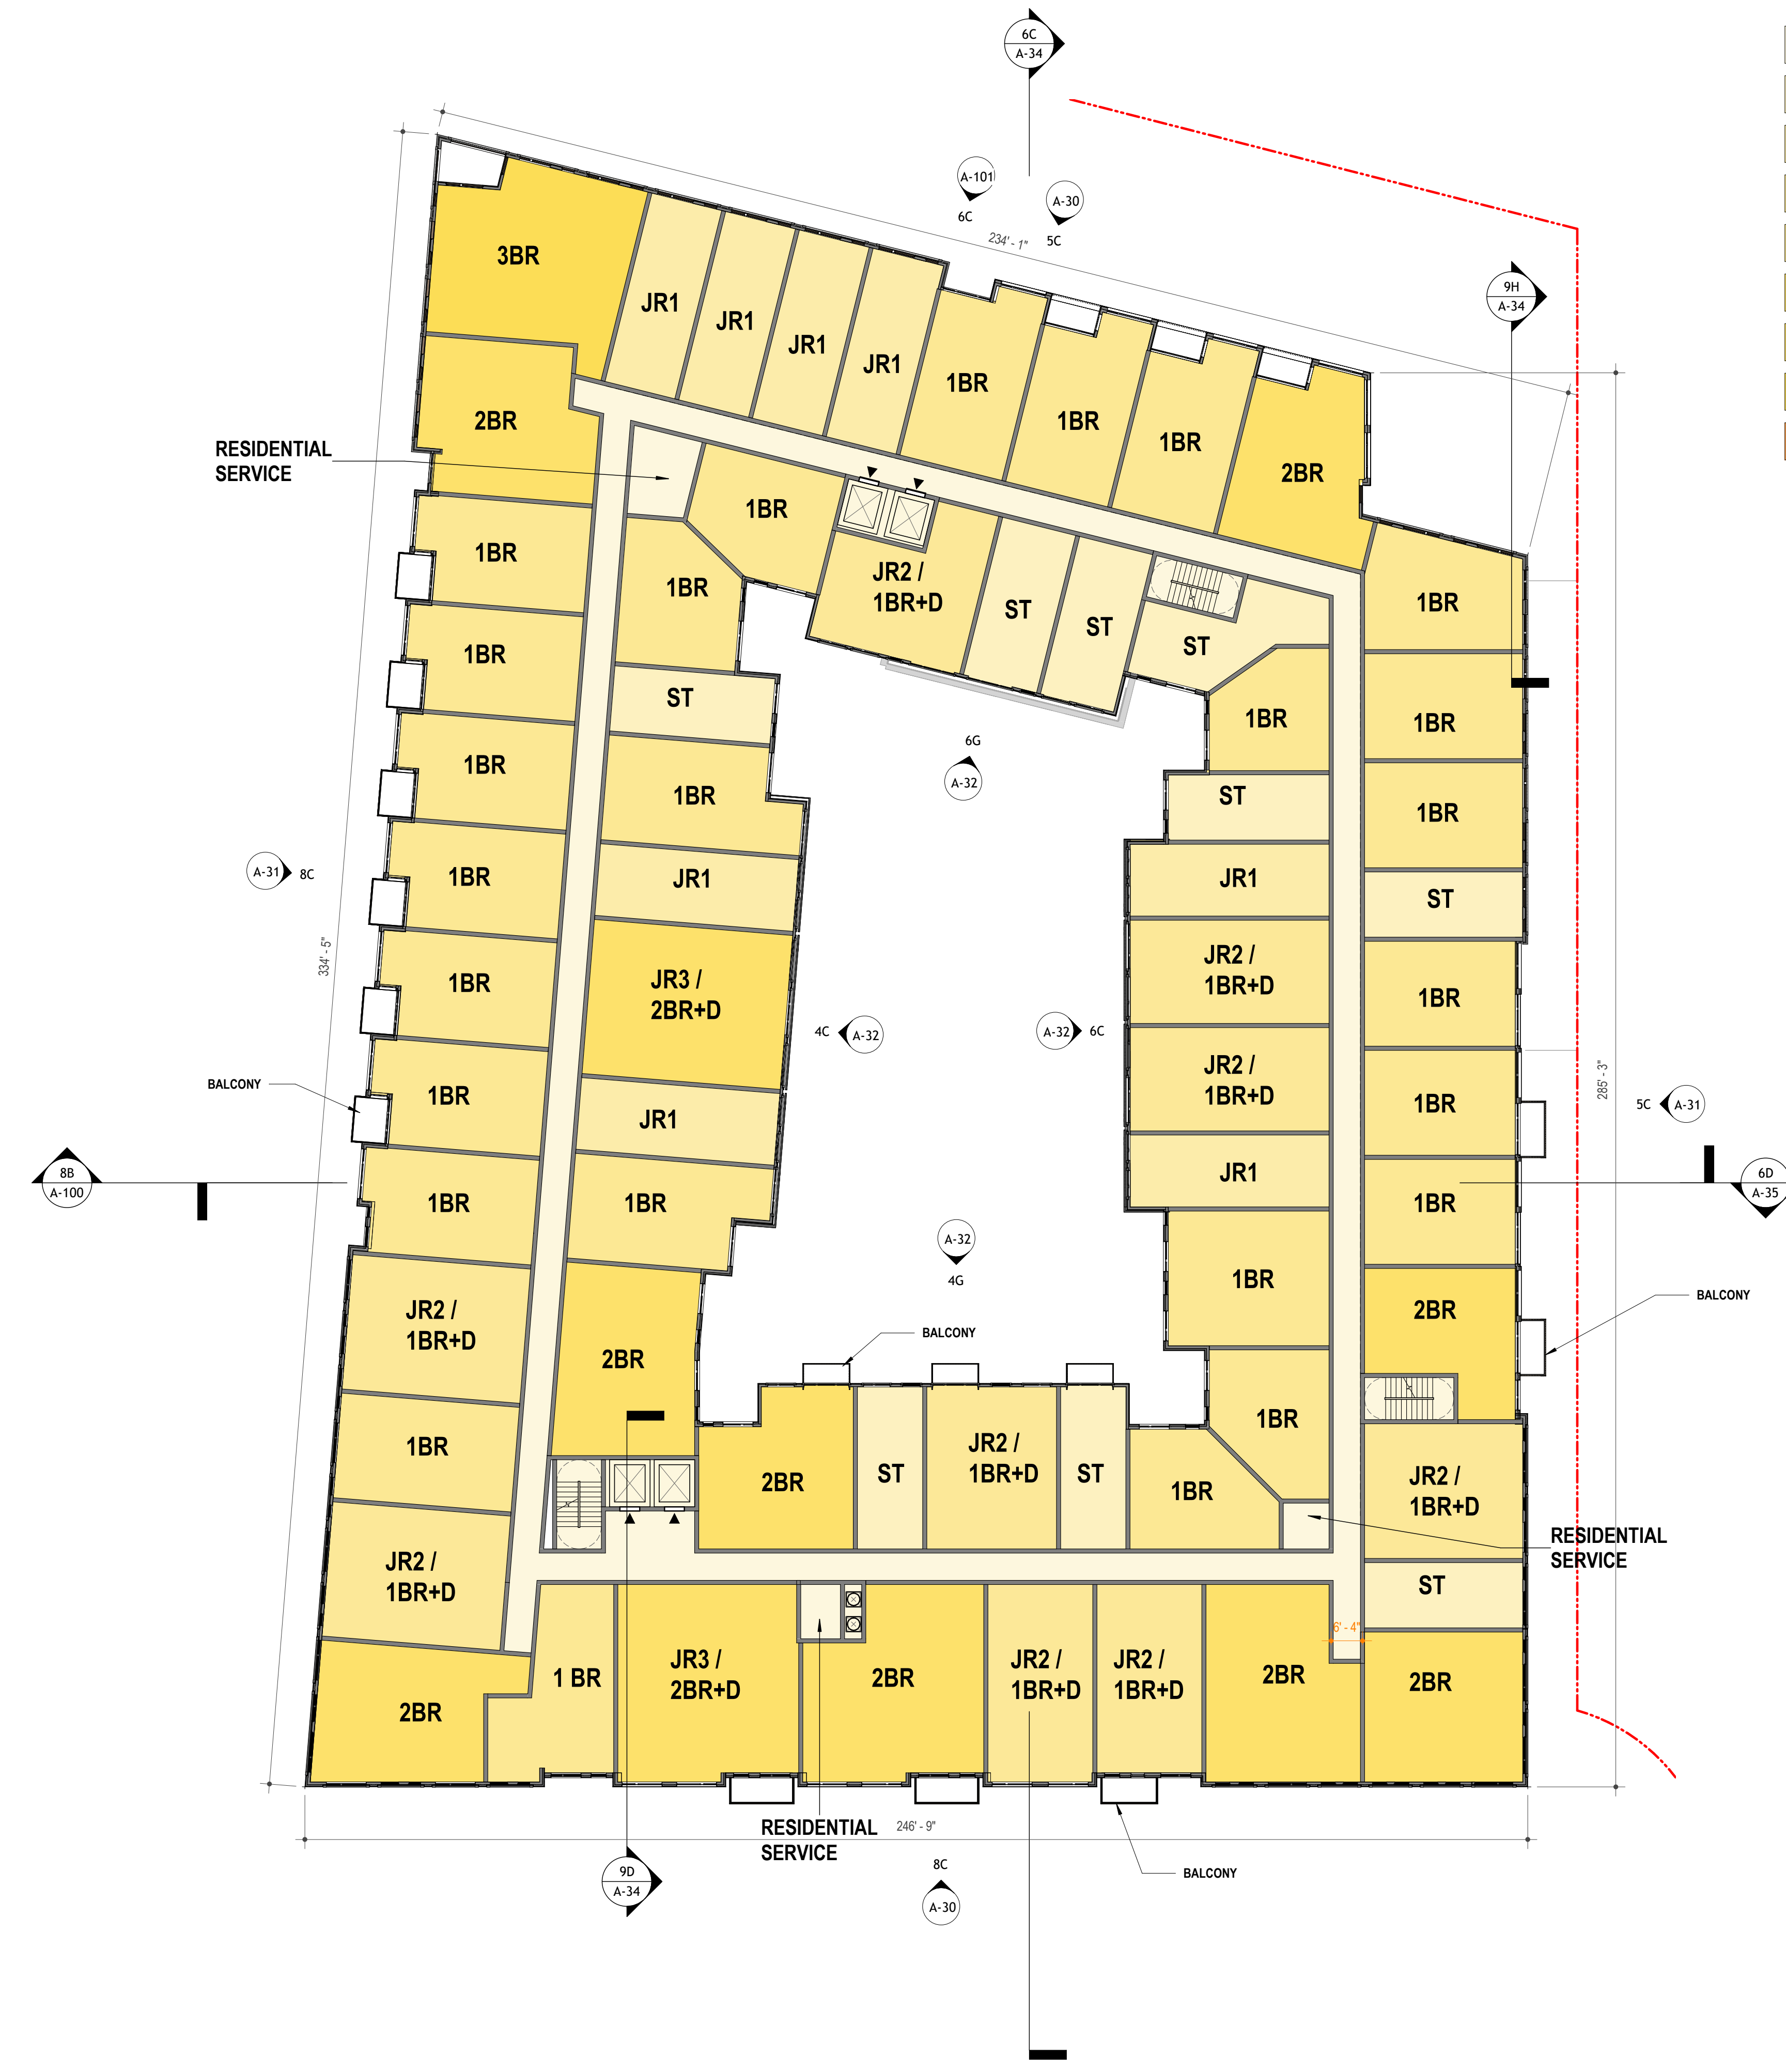 6C
A-34
A-101
6C
A-30
5C
234' - 1"
9H
A-34
3BR
JR1
JR1
JR1
JR1
1BR
1BR
1BR
2BR
2BR
RESIDENTIAL
SERVICE
1BR
1BR
1BR
JR2 /
1BR+D
ST
ST
ST
1BR
1BR
1BR
ST
1BR
1BR
6G
A-32
1BR
1BR
ST
1BR
A-31
8C
1BR
JR1
JR1
ST
334' - 5"
1BR
JR3 /
2BR+D
JR2 /
1BR+D
1BR
4C
A-32
A-32
6C
BALCONY
1BR
JR1
JR2 /
1BR+D
1BR
285' - 3"
5C
A-31
8B
A-100
1BR
1BR
JR1
1BR
6D
A-35
A-32
4G
JR2 /
1BR+D
2BR
BALCONY
1BR
2BR
BALCONY
1BR
2BR
ST
JR2 /
1BR+D
ST
1BR
1BR
JR2 /
1BR+D
RESIDENTIAL
SERVICE
JR2 /
1BR+D
ST
6' - 4"
2BR
1 BR
JR3 /
2BR+D
2BR
JR2 /
1BR+D
JR2 /
1BR+D
2BR
2BR
RESIDENTIAL
SERVICE
246' - 9"
9D
A-34
8C
A-30
BALCONY